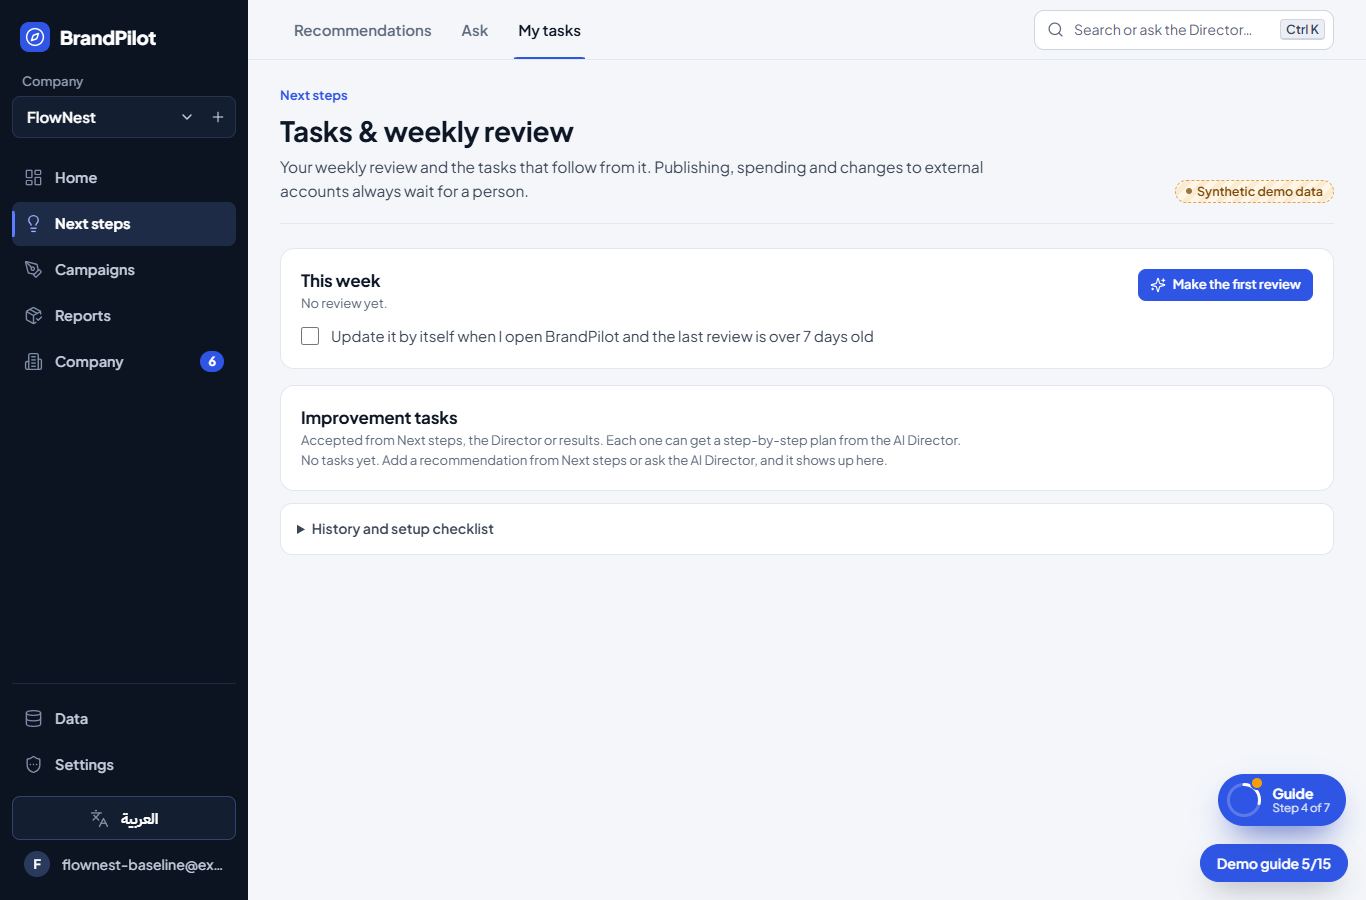 BrandPilot
Company
FlowNest
Home
Next steps
Campaigns
Reports
Company 6
Data
Settings
العربية
F flownest-baseline@ex...
Recommendations Ask My tasks
Search or ask the Director... Ctrl K
Next steps
Tasks & weekly review
Your weekly review and the tasks that follow from it. Publishing, spending and changes to external
accounts always wait for a person.
Synthetic demo data
This week
No review yet.
Make the first review
Update it by itself when I open BrandPilot and the last review is over 7 days old
Improvement tasks
Accepted from Next steps, the Director or results. Each one can get a step-by-step plan from the AI Director.
No tasks yet. Add a recommendation from Next steps or ask the AI Director, and it shows up here.
History and setup checklist
Guide
Step 4 of 7
Demo guide 5/15